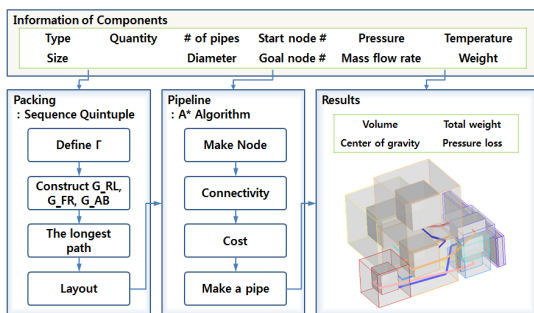 Information of Components
Type Quantity # of pipes Start node # Pressure Temperature
Size Diameter Goal node # Mass flow rate Weight
Packing
: Sequence Quintuple
Define Γ
Construct G_RL,
G_FR, G_AB
The longest
path
Layout
Pipeline
: A* Algorithm
Make Node
Connectivity
Cost
Make a pipe
Results
Volume Total weight
Center of gravity Pressure loss